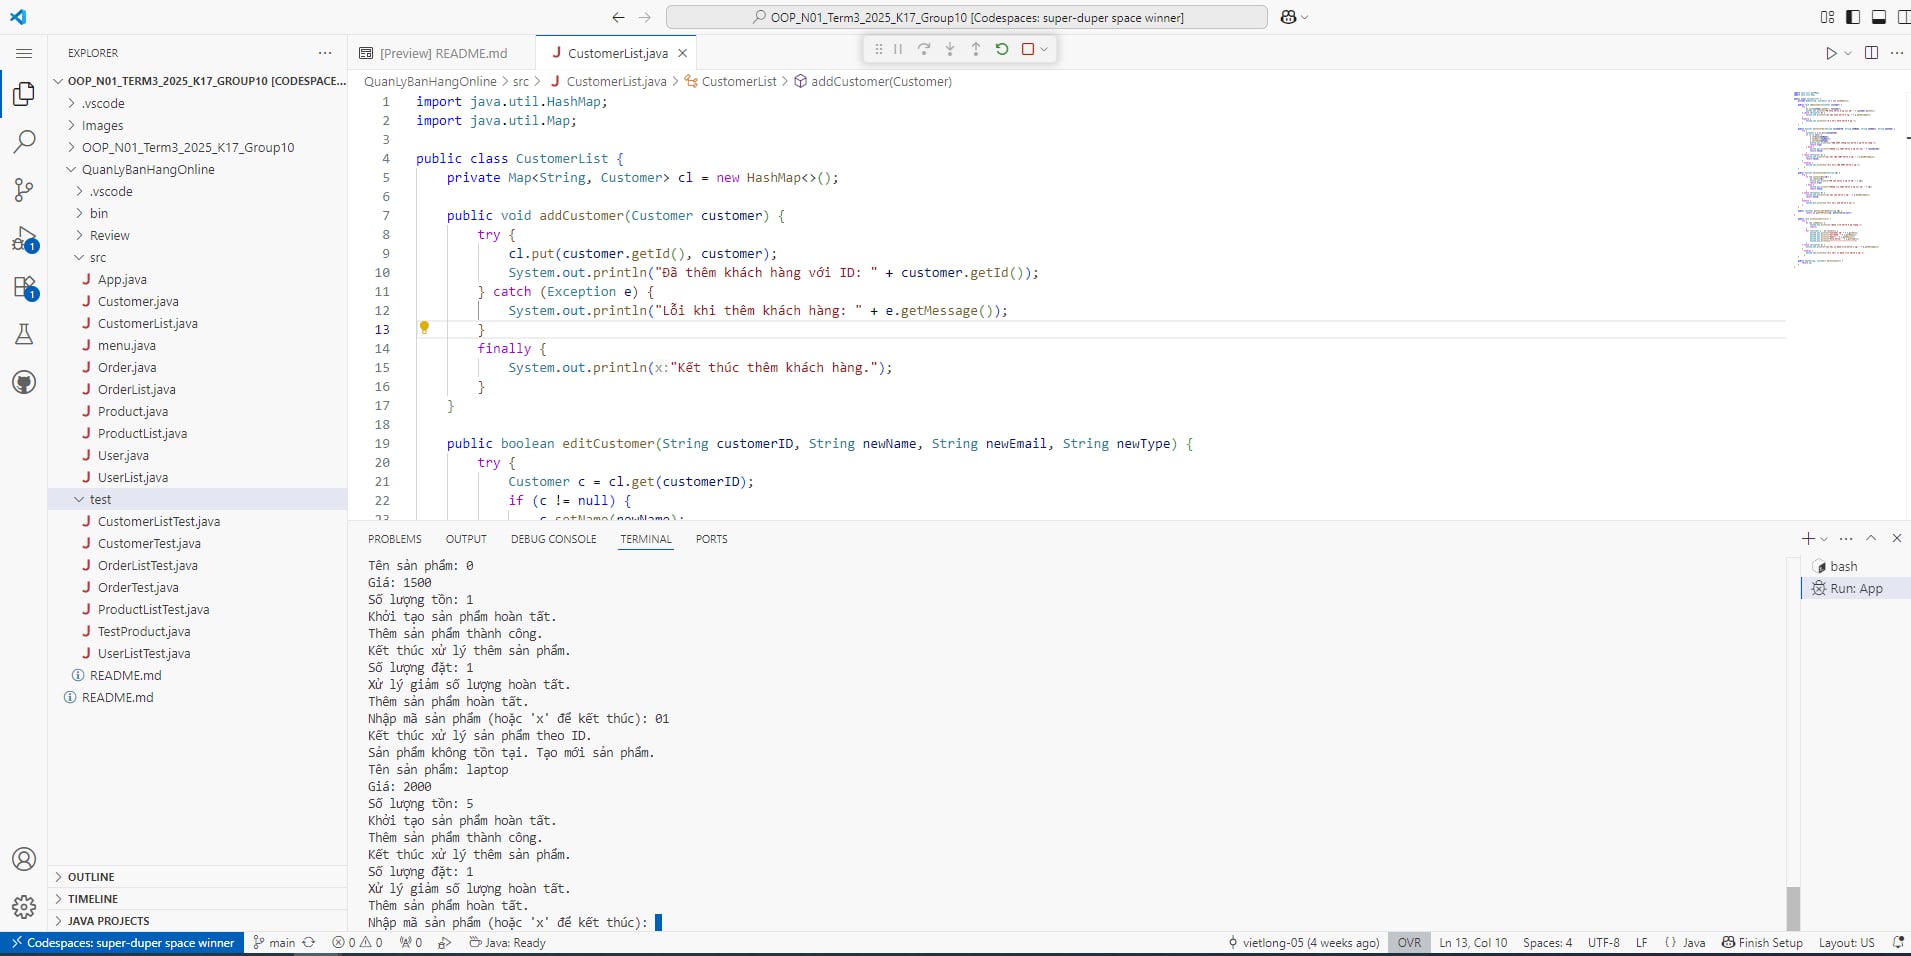 OOP_N01_Term3_2025_K17_Group10 [Codespaces: super-duper space winner]
EXPLORER
OOP_N01_TERM3_2025_K17_GROUP10 [CODESPACE...
.vscode
Images
OOP_N01_Term3_2025_K17_Group10
QuanLyBanHangOnline
.vscode
bin
Review
src
App.java
Customer.java
CustomerList.java
menu.java
Order.java
OrderList.java
Product.java
ProductList.java
User.java
UserList.java
test
CustomerListTest.java
CustomerTest.java
OrderListTest.java
OrderTest.java
ProductListTest.java
TestProduct.java
UserListTest.java
README.md
README.md
OUTLINE
TIMELINE
JAVA PROJECTS
1
1
[Preview] README.md
CustomerList.java
QuanLyBanHangOnline > src > CustomerList.java > CustomerList > addCustomer(Customer)
1 import java.util.HashMap;
2 import java.util.Map;
3
4 public class CustomerList {
5 private Map<String, Customer> cl = new HashMap<>();
6
7 public void addCustomer(Customer customer) {
8 try {
9 cl.put(customer.getId(), customer);
10 System.out.println("Đã thêm khách hàng với ID: " + customer.getId());
11 } catch (Exception e) {
12 System.out.println("Lỗi khi thêm khách hàng: " + e.getMessage());
13 }
14 finally {
15 System.out.println(x:"Kết thúc thêm khách hàng.");
16 }
17 }
18
19 public boolean editCustomer(String customerID, String newName, String newEmail, String newType) {
20 try {
21 Customer c = cl.get(customerID);
22 if (c != null) {
23 c.setName(newName);
PROBLEMS OUTPUT DEBUG CONSOLE TERMINAL PORTS
Tên sản phẩm: 0
Giá: 1500
Số lượng tồn: 1
Khởi tạo sản phẩm hoàn tất.
Thêm sản phẩm thành công.
Kết thúc xử lý thêm sản phẩm.
Số lượng đặt: 1
Xử lý giảm số lượng hoàn tất.
Thêm sản phẩm hoàn tất.
Nhập mã sản phẩm (hoặc 'x' để kết thúc): 01
Kết thúc xử lý sản phẩm theo ID.
Sản phẩm không tồn tại. Tạo mới sản phẩm.
Tên sản phẩm: laptop
Giá: 2000
Số lượng tồn: 5
Khởi tạo sản phẩm hoàn tất.
Thêm sản phẩm thành công.
Kết thúc xử lý thêm sản phẩm.
Số lượng đặt: 1
Xử lý giảm số lượng hoàn tất.
Thêm sản phẩm hoàn tất.
Nhập mã sản phẩm (hoặc 'x' để kết thúc):
bash
Run: App
Codespaces: super-duper space winner main 0 0 0 Java: Ready vietlong-05 (4 weeks ago) OVR Ln 13, Col 10 Spaces: 4 UTF-8 LF {} Java Finish Setup Layout: US